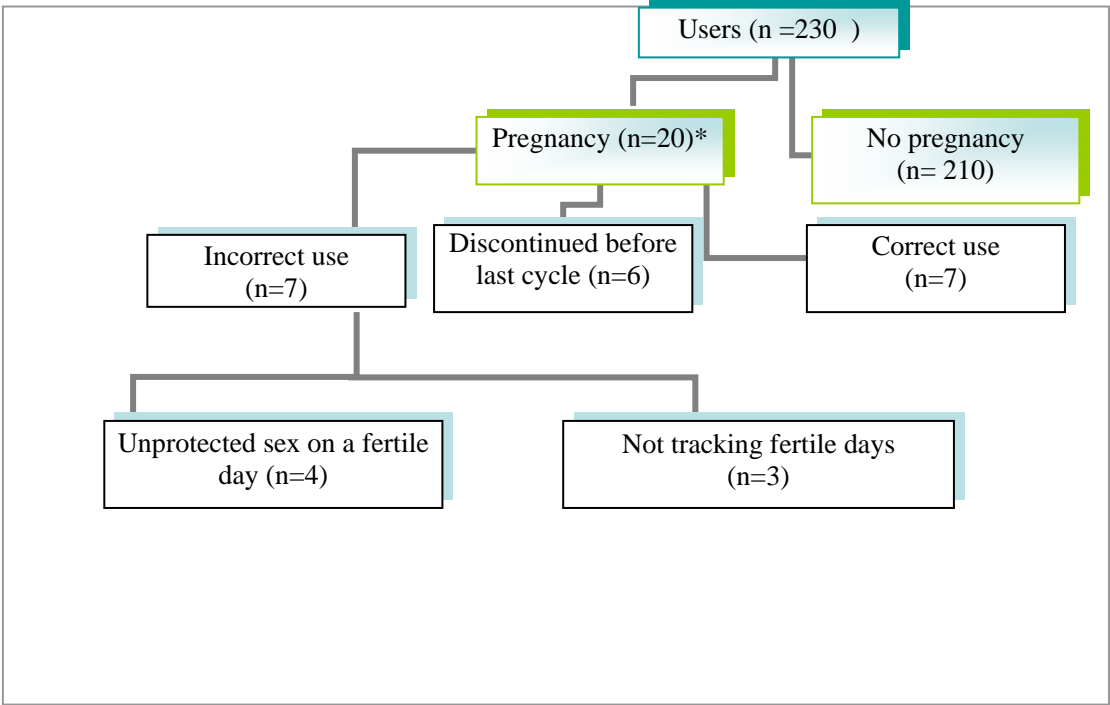 Users (n =230  )
Pregnancy (n=20)*
No pregnancy
(n= 210)
Incorrect use
(n=7)
Discontinued before
last cycle (n=6)
Correct use
(n=7)
Unprotected sex on a fertile
day (n=4)
Not tracking fertile days
(n=3)